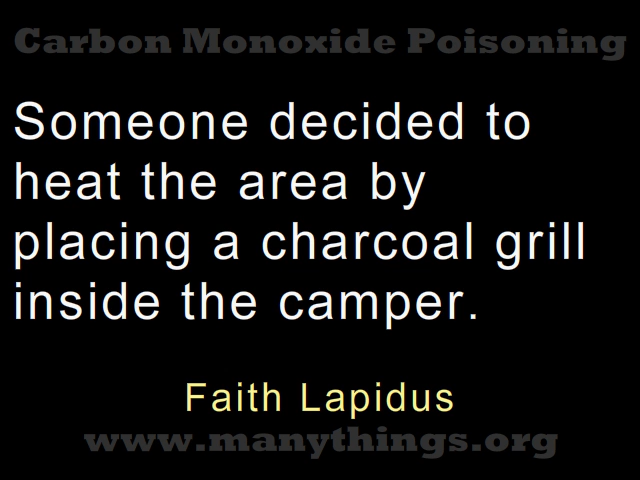 Carbon Monoxide Poisoning
Someone decided to
heat the area by
placing a charcoal grill
inside the camper.
Faith Lapidus
www.manythings.org